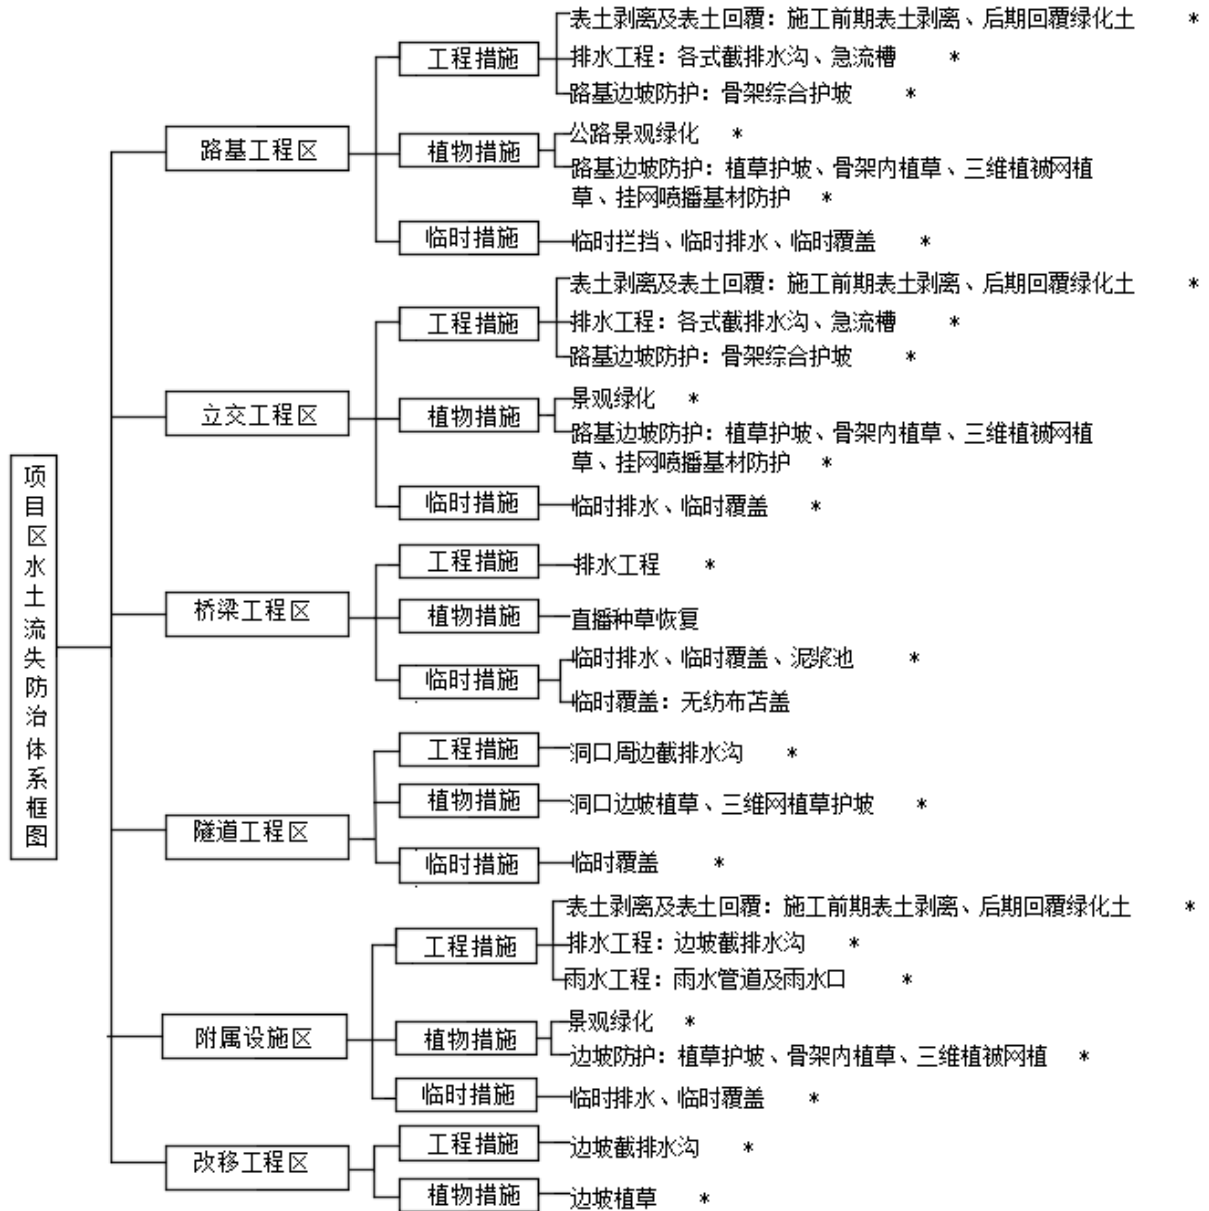 项目区水土流失防治体系框图
路基工程区
工程措施
表土剥离及表土回覆：施工前期表土剥离、后期回覆绿化土 *
排水工程：各式截排水沟、急流槽 *
路基边坡防护：骨架综合护坡 *
植物措施
公路景观绿化 *
路基边坡防护：植草护坡、骨架内植草、三维植被网植
草、挂网喷播基材防护 *
临时措施
临时拦挡、临时排水、临时覆盖 *
立交工程区
工程措施
表土剥离及表土回覆：施工前期表土剥离、后期回覆绿化土 *
排水工程：各式截排水沟、急流槽 *
路基边坡防护：骨架综合护坡 *
植物措施
景观绿化 *
路基边坡防护：植草护坡、骨架内植草、三维植被网植
草、挂网喷播基材防护 *
临时措施
临时排水、临时覆盖 *
桥梁工程区
工程措施
排水工程 *
植物措施
直播种草恢复
临时措施
临时排水、临时覆盖、泥浆池 *
临时覆盖：无纺布苫盖
隧道工程区
工程措施
洞口周边截排水沟 *
植物措施
洞口边坡植草、三维网植草护坡 *
临时措施
临时覆盖 *
附属设施区
工程措施
表土剥离及表土回覆：施工前期表土剥离、后期回覆绿化土 *
排水工程：边坡截排水沟 *
雨水工程：雨水管道及雨水口 *
植物措施
景观绿化 *
边坡防护：植草护坡、骨架内植草、三维植被网植 *
临时措施
临时排水、临时覆盖 *
改移工程区
工程措施
边坡截排水沟 *
植物措施
边坡植草 *